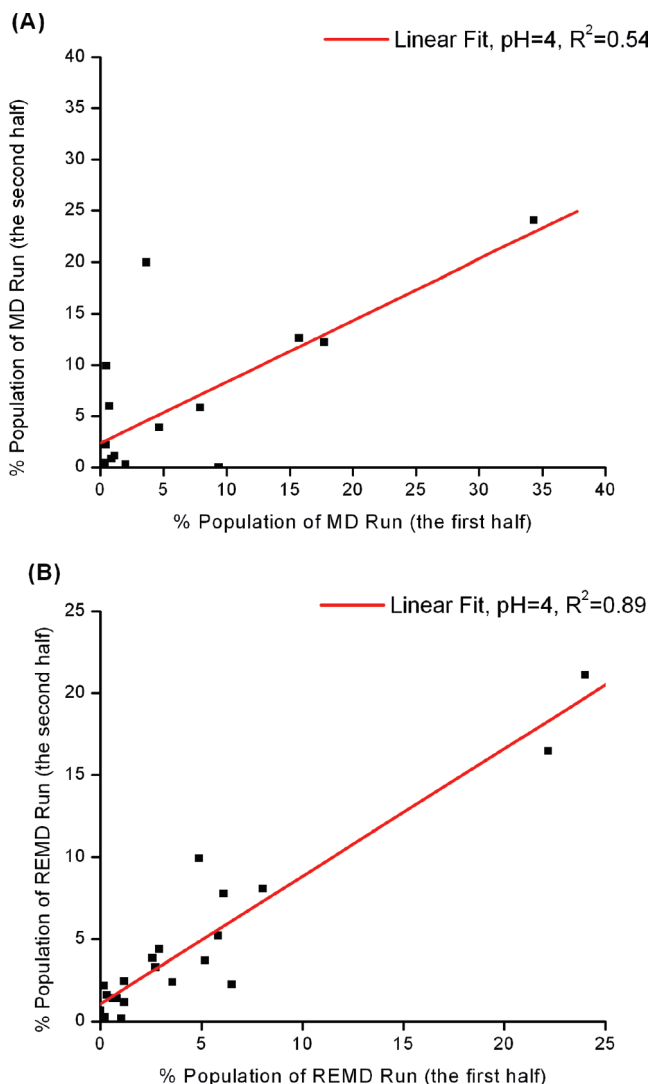 (A)
Linear Fit, pH=4, R²=0.54
40
35
30
25
20
15
10
5
0
% Population of MD Run (the second half)
0 5 10 15 20 25 30 35 40
% Population of MD Run (the first half)
(B)
Linear Fit, pH=4, R²=0.89
25
20
15
10
5
0
% Population of REMD Run (the second half)
0 5 10 15 20 25
% Population of REMD Run (the first half)